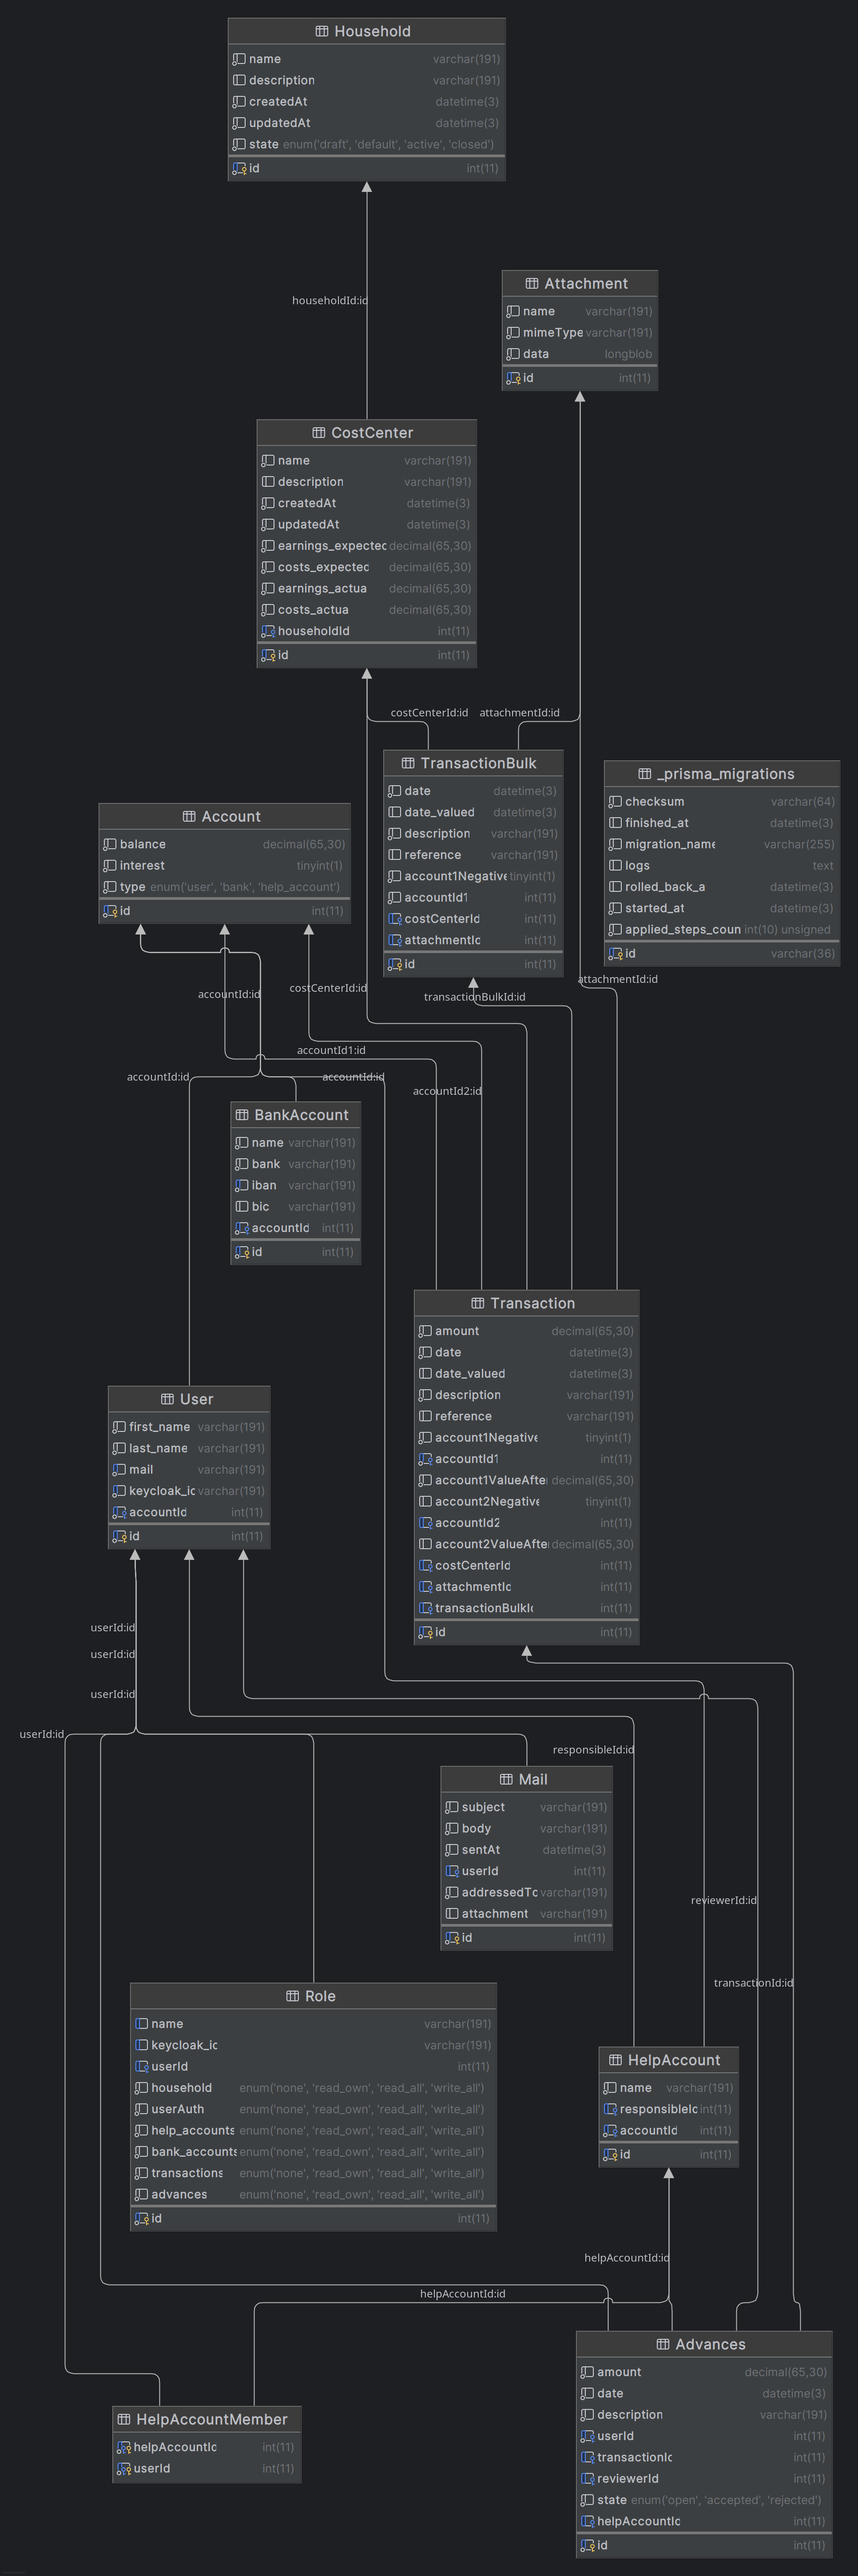 Household
name varchar(191)
description varchar(191)
createdAt datetime(3)
updatedAt datetime(3)
state enum('draft', 'default', 'active', 'closed')
id int(11)
householdId:id
Attachment
name varchar(191)
mimeType varchar(191)
data longblob
id int(11)
CostCenter
name varchar(191)
description varchar(191)
createdAt datetime(3)
updatedAt datetime(3)
earnings_expected decimal(65,30)
costs_expected decimal(65,30)
earnings_actua decimal(65,30)
costs_actua decimal(65,30)
householdId int(11)
id int(11)
costCenterId:id attachmentId:id
TransactionBulk
date datetime(3)
date_valued datetime(3)
description varchar(191)
reference varchar(191)
account1Negative tinyint(1)
accountId1 int(11)
costCenterId int(11)
attachmentId int(11)
id int(11)
_prisma_migrations
checksum varchar(64)
finished_at datetime(3)
migration_name varchar(255)
logs text
rolled_back_a datetime(3)
started_at datetime(3)
applied_steps_coun int(10) unsigned
id varchar(36)
Account
balance decimal(65,30)
interest tinyint(1)
type enum('user', 'bank', 'help_account')
id int(11)
attachmentId:id
accountId:id costCenterId:id transactionBulkId:id
accountId1:id
accountId:id accountId:id accountId2:id
BankAccount
name varchar(191)
bank varchar(191)
iban varchar(191)
bic varchar(191)
accountId int(11)
id int(11)
Transaction
amount decimal(65,30)
date datetime(3)
date_valued datetime(3)
description varchar(191)
reference varchar(191)
account1Negative tinyint(1)
accountId1 int(11)
account1ValueAfte decimal(65,30)
account2Negative tinyint(1)
accountId2 int(11)
account2ValueAfte decimal(65,30)
costCenterId int(11)
attachmentId int(11)
transactionBulkId int(11)
id int(11)
User
first_name varchar(191)
last_name varchar(191)
mail varchar(191)
keycloak_id varchar(191)
accountId int(11)
id int(11)
userId:id
userId:id
userId:id
userId:id
responsibleId:id
Mail
subject varchar(191)
body varchar(191)
sentAt datetime(3)
userId int(11)
addressedTo varchar(191)
attachment varchar(191)
id int(11)
reviewerId:id
transactionId:id
Role
name varchar(191)
keycloak_id varchar(191)
userId int(11)
household enum('none', 'read_own', 'read_all', 'write_all')
userAuth enum('none', 'read_own', 'read_all', 'write_all')
help_accounts enum('none', 'read_own', 'read_all', 'write_all')
bank_accounts enum('none', 'read_own', 'read_all', 'write_all')
transactions enum('none', 'read_own', 'read_all', 'write_all')
advances enum('none', 'read_own', 'read_all', 'write_all')
id int(11)
HelpAccount
name varchar(191)
responsibleId int(11)
accountId int(11)
id int(11)
helpAccountId:id
helpAccountId:id
Advances
amount decimal(65,30)
date datetime(3)
description varchar(191)
userId int(11)
transactionId int(11)
reviewerId int(11)
state enum('open', 'accepted', 'rejected')
helpAccountId int(11)
id int(11)
HelpAccountMember
helpAccountId int(11)
userId int(11)